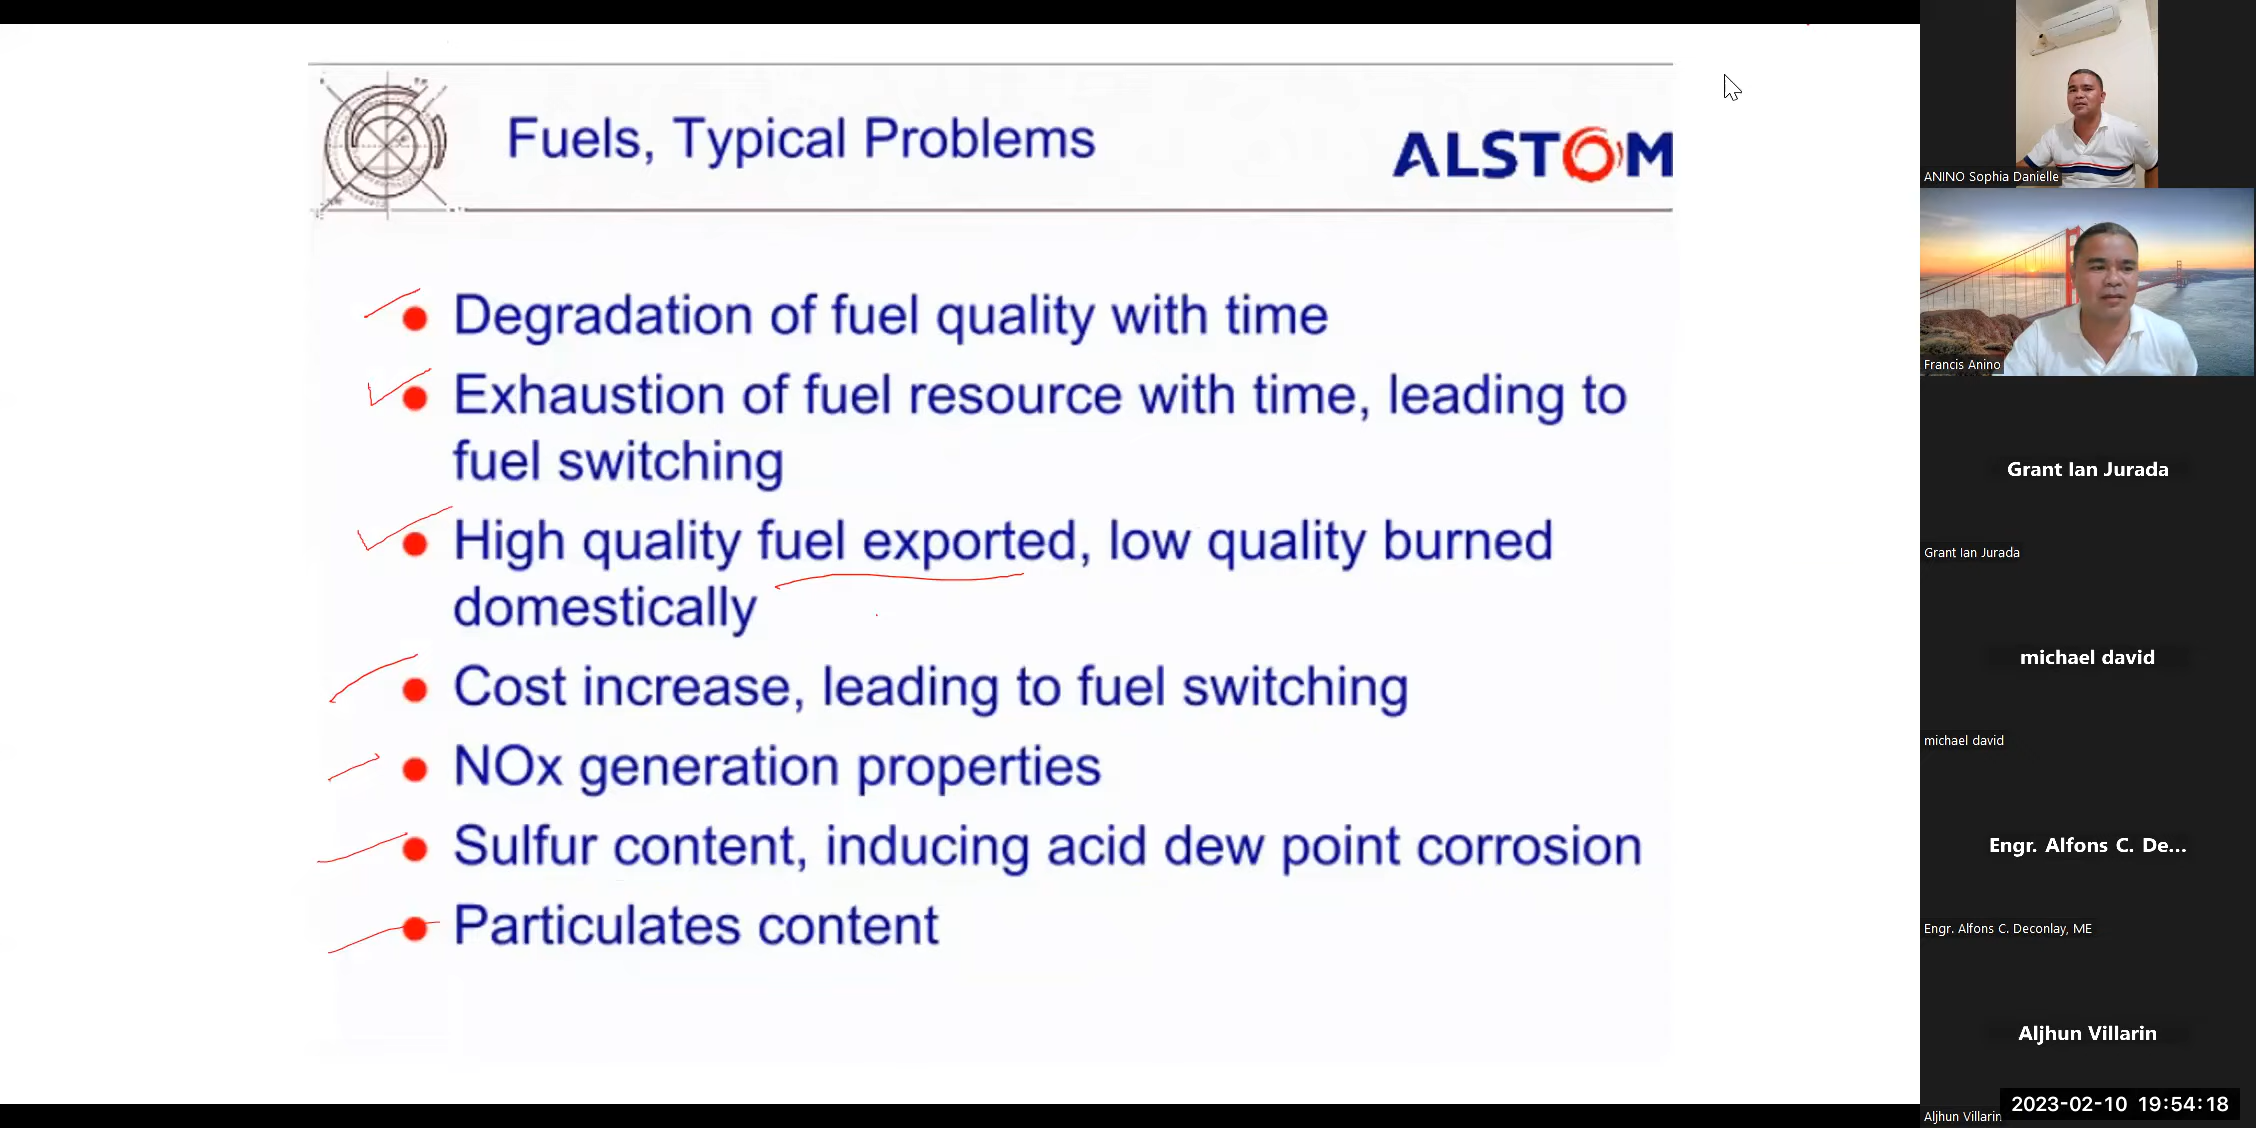 Fuels, Typical Problems
ALSTOM
Degradation of fuel quality with time
Exhaustion of fuel resource with time, leading to
fuel switching
High quality fuel exported, low quality burned
domestically
Cost increase, leading to fuel switching
NOx generation properties
Sulfur content, inducing acid dew point corrosion
Particulates content
ANINO Sophia Danielle
Francis Anino
Grant Ian Jurada
Grant Ian Jurada
michael david
michael david
Engr. Alfons C. De...
Engr. Alfons C. Deconlay, ME
Aljhun Villarin
Aljhun Villarin
2023-02-10 19:54:18